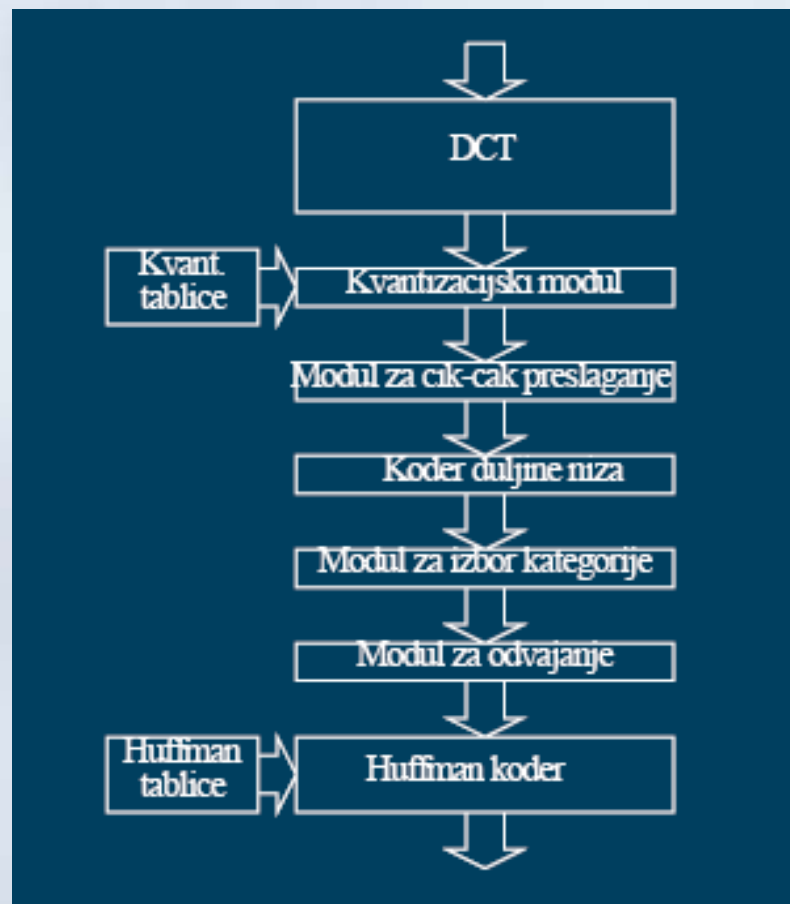 DCT
Kvant.
tablice
Kvantizacijski modul
Modul za cik-cak preslaganje
Koder duljine niza
Modul za izbor kategorije
Modul za odvajanje
Huffman
tablice
Huffman koder